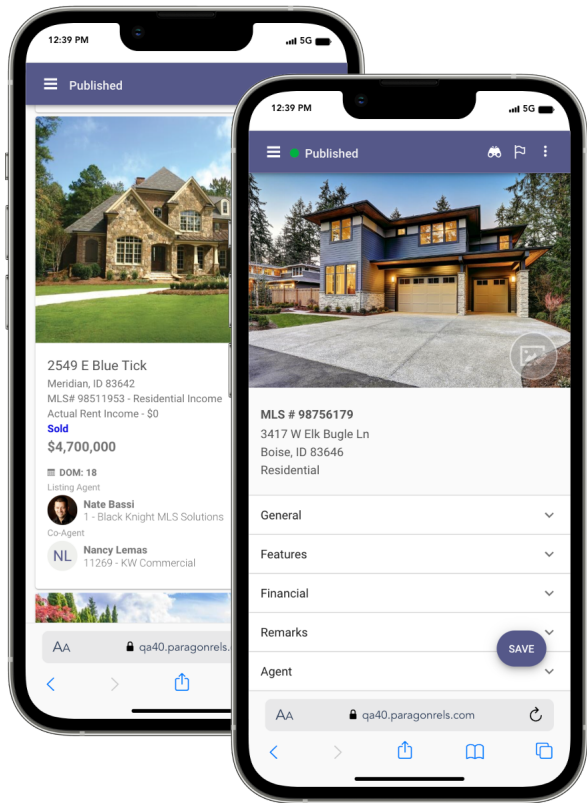 12:39 PM
5G
Published
2549 E Blue Tick
Meridian, ID 83642
MLS# 98511953 - Residential Income
Actual Rent Income - $0
Sold
$4,700,000
DOM: 18
Listing Agent
Nate Bassi
1 - Black Knight MLS Solutions
Co-Agent
NL
Nancy Lemas
11269 - KW Commercial
AA
qa40.paragonrels.
12:39 PM
5G
Published
MLS # 98756179
3417 W Elk Bugle Ln
Boise, ID 83646
Residential
General
Features
Financial
Remarks
SAVE
Agent
AA
qa40.paragonrels.com